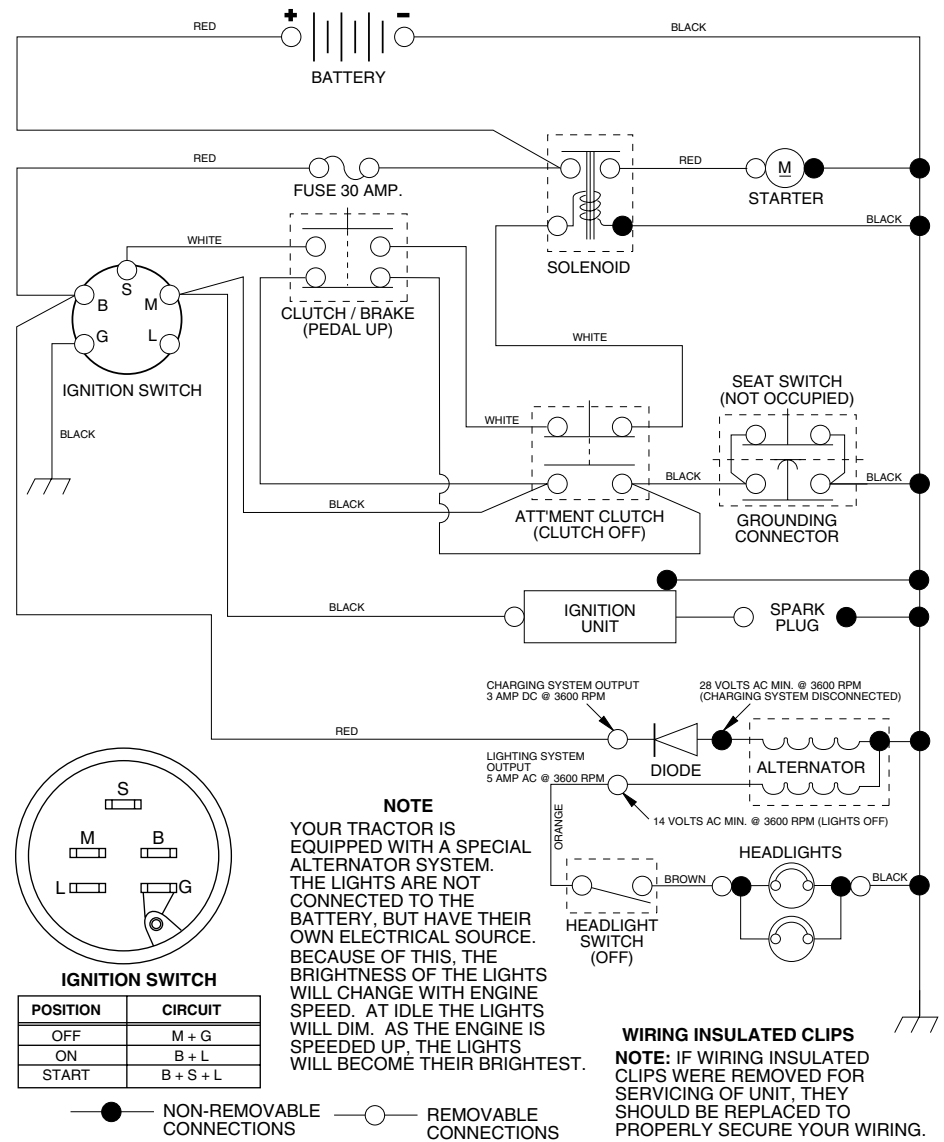 + -
RED
BLACK
BATTERY
RED
FUSE 30 AMP.
RED
M
STARTER
BLACK
SOLENOID
WHITE
CLUTCH / BRAKE
(PEDAL UP)
S
B
M
G
L
IGNITION SWITCH
BLACK
WHITE
SEAT SWITCH
(NOT OCCUPIED)
WHITE
BLACK
BLACK
BLACK
ATT'MENT CLUTCH
(CLUTCH OFF)
GROUNDING
CONNECTOR
BLACK
IGNITION
UNIT
SPARK
PLUG
CHARGING SYSTEM OUTPUT
3 AMP DC @ 3600 RPM
28 VOLTS AC MIN. @ 3600 RPM
(CHARGING SYSTEM DISCONNECTED)
RED
DIODE
ALTERNATOR
LIGHTING SYSTEM
OUTPUT
5 AMP AC @ 3600 RPM
14 VOLTS AC MIN. @ 3600 RPM (LIGHTS OFF)
ORANGE
HEADLIGHTS
BROWN
BLACK
HEADLIGHT
SWITCH
(OFF)
S
M
B
L
G
IGNITION SWITCH
POSITION CIRCUIT
OFF M + G
ON B + L
START B + S + L
NOTE
YOUR TRACTOR IS
EQUIPPED WITH A SPECIAL
ALTERNATOR SYSTEM.
THE LIGHTS ARE NOT
CONNECTED TO THE
BATTERY, BUT HAVE THEIR
OWN ELECTRICAL SOURCE.
BECAUSE OF THIS, THE
BRIGHTNESS OF THE LIGHTS
WILL CHANGE WITH ENGINE
SPEED. AT IDLE THE LIGHTS
WILL DIM. AS THE ENGINE IS
SPEEDED UP, THE LIGHTS
WILL BECOME THEIR BRIGHTEST.
WIRING INSULATED CLIPS
NOTE: IF WIRING INSULATED
CLIPS WERE REMOVED FOR
SERVICING OF UNIT, THEY
SHOULD BE REPLACED TO
PROPERLY SECURE YOUR WIRING.
NON-REMOVABLE
CONNECTIONS
REMOVABLE
CONNECTIONS